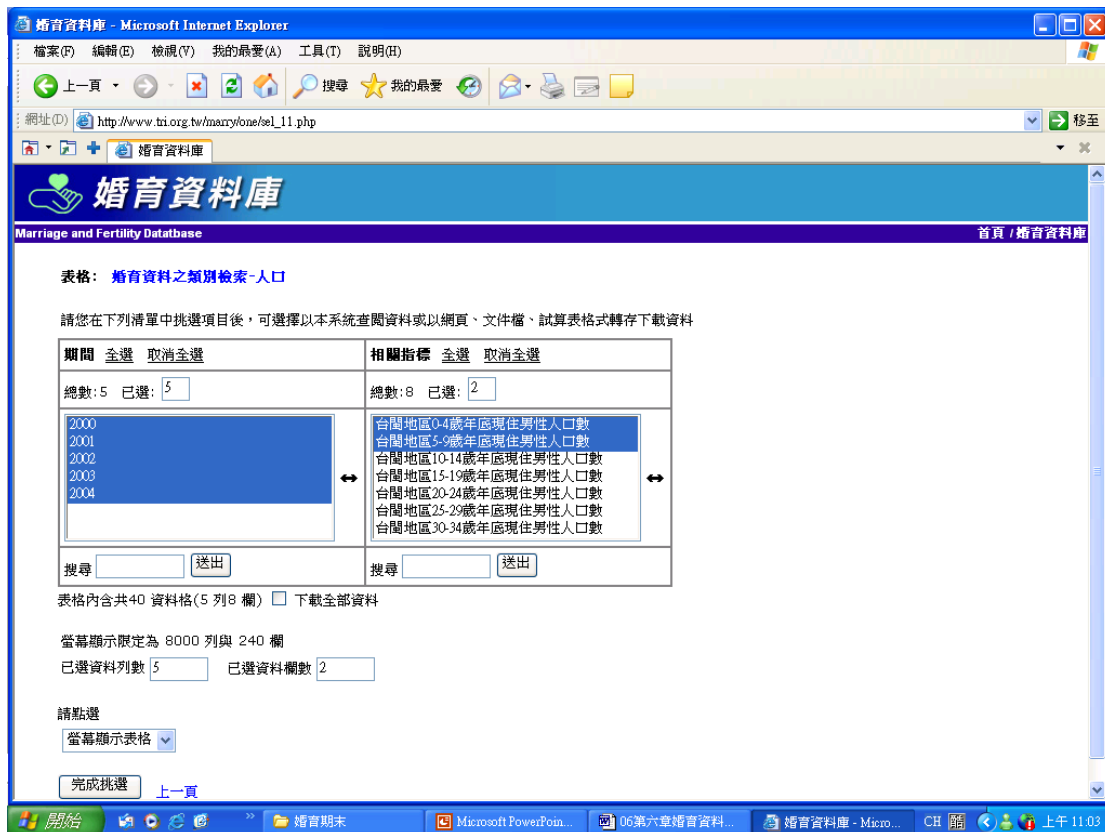 婚育資料庫 - Microsoft Internet Explorer
檔案(F) 編輯(E) 檢視(V) 我的最愛(A) 工具(T) 說明(H)
上一頁 搜尋 我的最愛
網址(D) http://www.tri.org.tw/marry/one/sel_11.php 移至
婚育資料庫
婚育資料庫
Marriage and Fertility Datatbase 首頁 /婚育資料庫
表格: 婚育資料之類別檢索-人口
請您在下列清單中挑選項目後，可選擇以本系統查閱資料或以網頁、文件檔、試算表格式轉存下載資料
期間 全選 取消全選 相關指標 全選 取消全選
總數:5 已選: 5 總數:8 已選: 2
2000
2001
2002
2003
2004
台閩地區0-4歲年底現住男性人口數
台閩地區5-9歲年底現住男性人口數
台閩地區10-14歲年底現住男性人口數
台閩地區15-19歲年底現住男性人口數
台閩地區20-24歲年底現住男性人口數
台閩地區25-29歲年底現住男性人口數
台閩地區30-34歲年底現住男性人口數
搜尋 送出 搜尋 送出
表格內含共40 資料格(5 列8 欄) 下載全部資料
螢幕顯示限定為 8000 列與 240 欄
已選資料列數 5 已選資料欄數 2
請點選
螢幕顯示表格
完成挑選 上一頁
開始 婚育期末 Microsoft PowerPoin... 06第六章婚育資料... 婚育資料庫 - Micro... CH 酷 上午 11:03